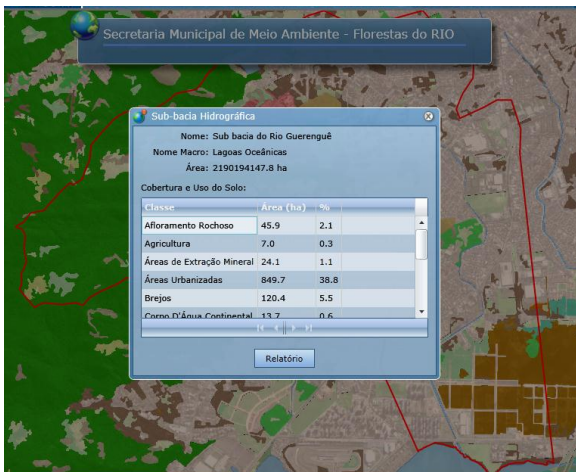 Secretaria Municipal de Meio Ambiente - Florestas do RIO
Sub-bacia Hidrográfica
Nome: Sub bacia do Rio Guerenguê
Nome Macro: Lagoas Oceânicas
Área: 2190194147.8 ha
Cobertura e Uso do Solo:
Classe Área (ha) %
Afloramento Rochoso 45.9 2.1
Agricultura 7.0 0.3
Áreas de Extração Mineral 24.1 1.1
Áreas Urbanizadas 849.7 38.8
Brejos 120.4 5.5
Corpo D'Água Continental 13.7 0.6
Relatório